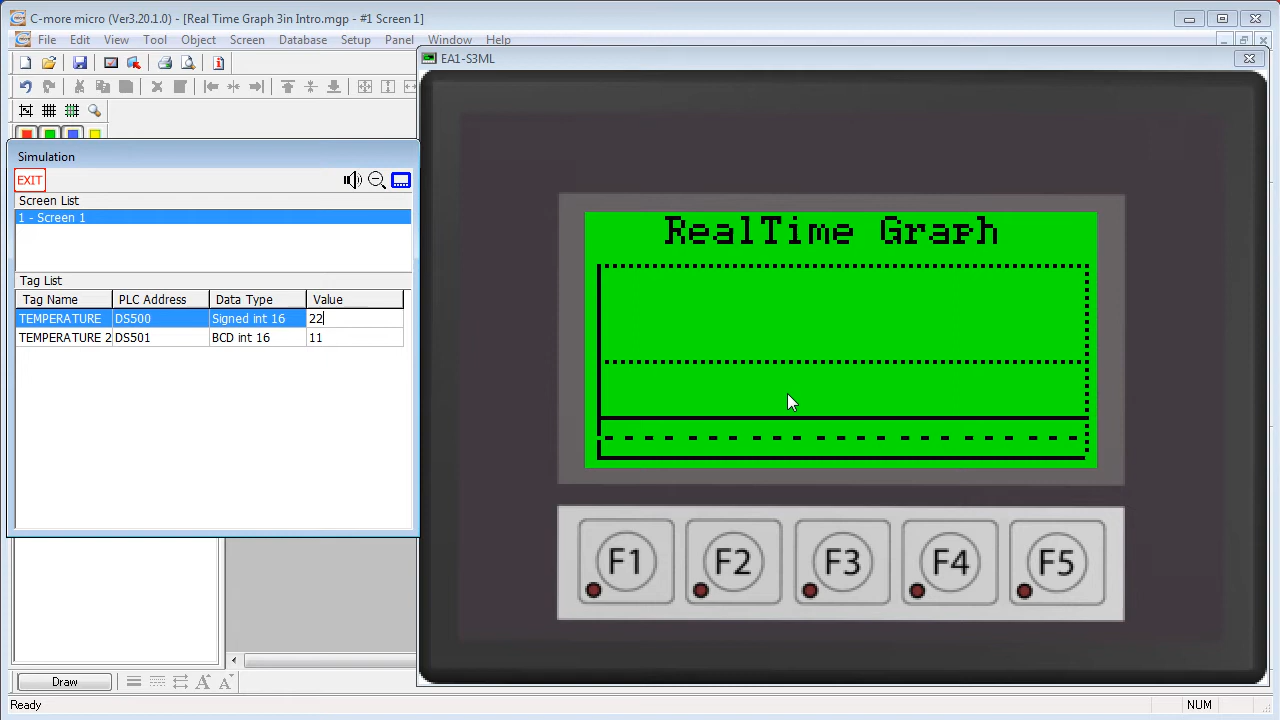 C-more micro (Ver3.20.1.0) - [Real Time Graph 3in Intro.mgp - #1 Screen 1]
File Edit View Tool Object Screen Database Setup Panel Window Help
EA1-S3ML
Simulation
EXIT
Screen List
1 - Screen 1
Tag List
Tag Name PLC Address Data Type Value
TEMPERATURE DS500 Signed int 16 22
TEMPERATURE 2 DS501 BCD int 16 11
RealTime Graph
F1 F2 F3 F4 F5
Draw
Ready NUM